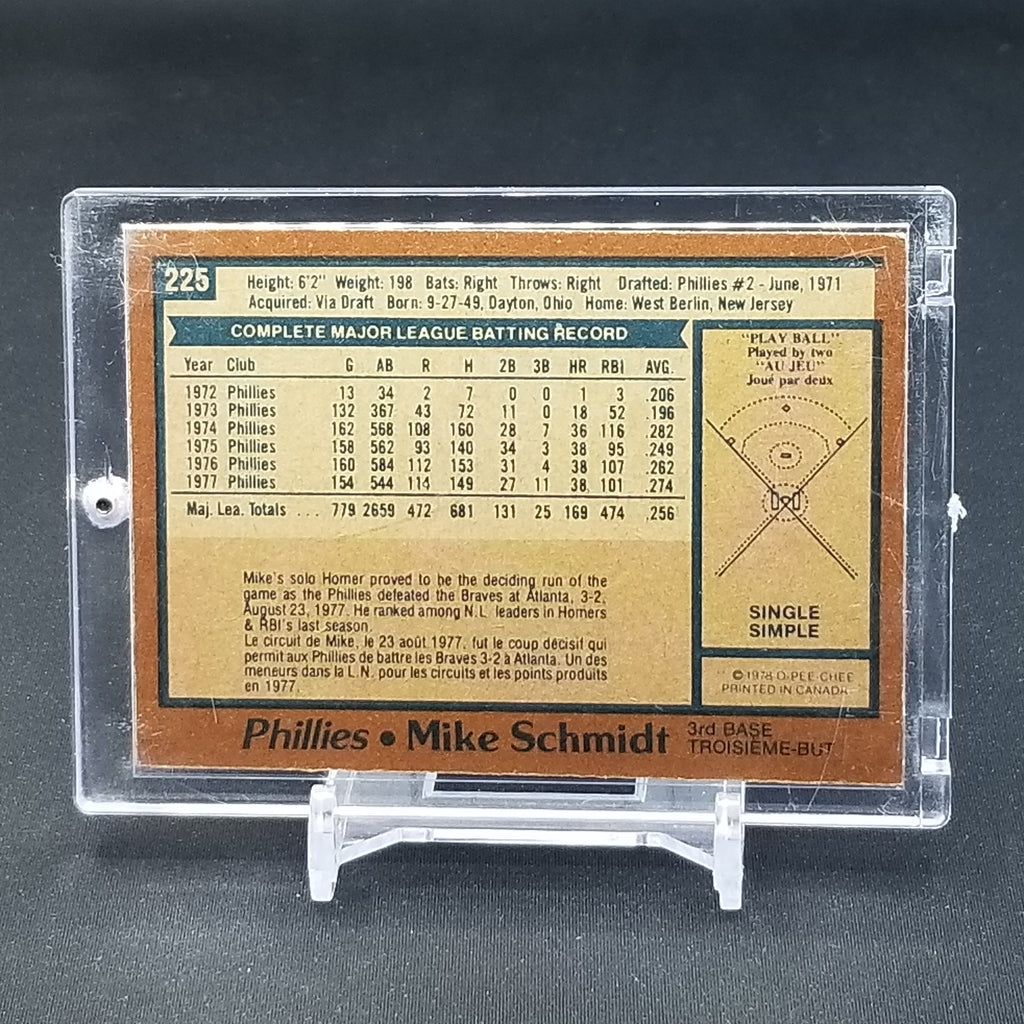 225
Height: 6'2" Weight: 198 Bats: Right Throws: Right Drafted: Phillies #2 - June, 1971
Acquired: Via Draft Born: 9-27-49, Dayton, Ohio Home: West Berlin, New Jersey
COMPLETE MAJOR LEAGUE BATTING RECORD
Year Club G AB R H 2B 3B HR RBI AVG.
1972 Phillies 13 34 2 7 0 0 1 3 .206
1973 Phillies 132 367 43 72 11 0 18 52 .196
1974 Phillies 162 568 108 160 28 7 36 116 .282
1975 Phillies 158 562 93 140 34 3 38 95 .249
1976 Phillies 160 584 112 153 31 4 38 107 .262
1977 Phillies 154 544 114 149 27 11 38 101 .274
Maj. Lea. Totals ... 779 2659 472 681 131 25 169 474 .256
Mike's solo Homer proved to be the deciding run of the
game as the Phillies defeated the Braves at Atlanta, 3-2,
August 23, 1977. He ranked among N.L. leaders in Homers
& RBI's last season.
Le circuit de Mike, le 23 août 1977, fut le coup décisif qui
permit aux Phillies de battre les Braves 3-2 à Atlanta. Un des
meneurs dans la L.N. pour les circuits et les points produits
en 1977.
"PLAY BALL"
Played by two
"AU JEU"
Joué par deux
SINGLE
SIMPLE
© 1978 O-PEE-CHEE
PRINTED IN CANADA
Phillies • Mike Schmidt
3rd BASE
TROISIÈME-BUT